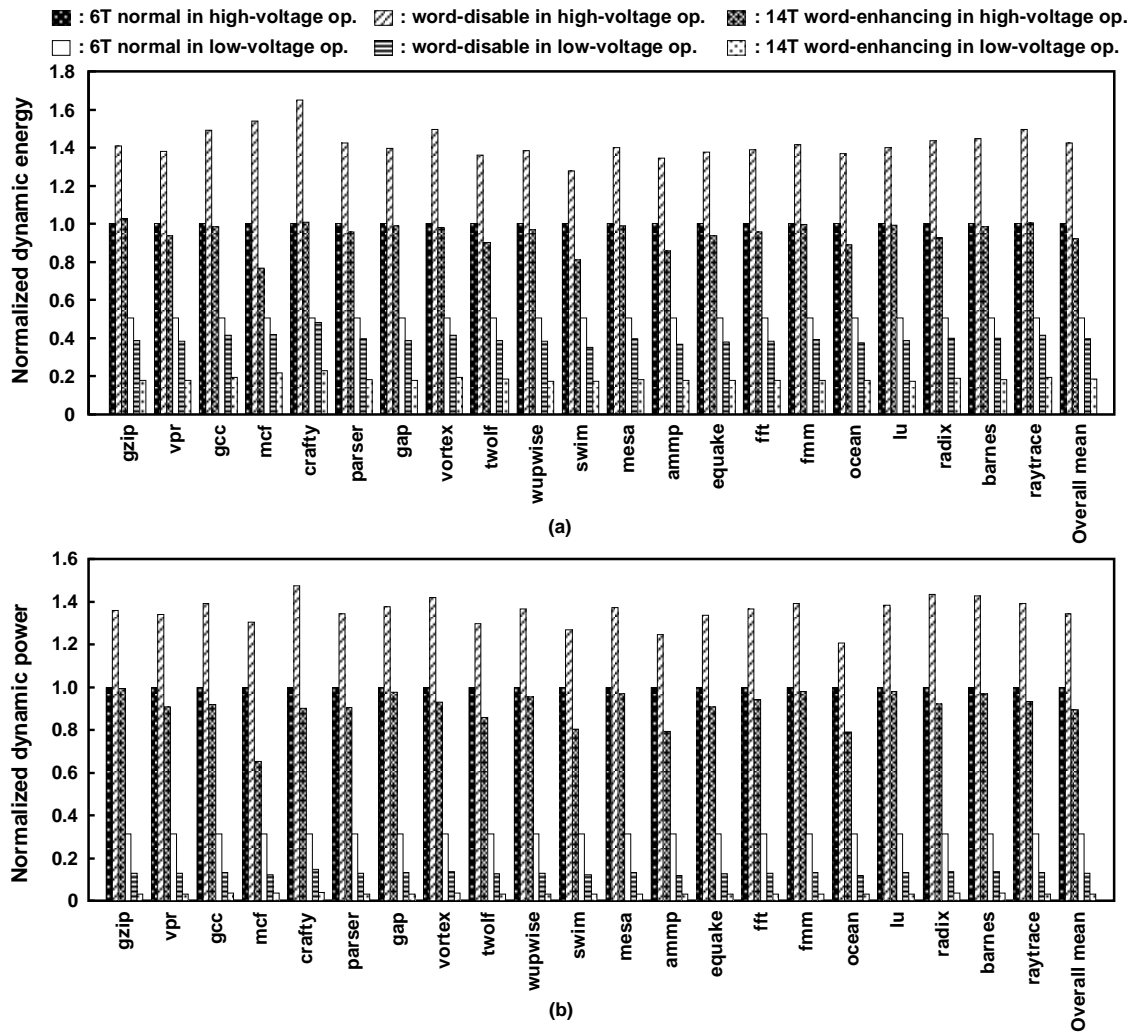 : 6T normal in high-voltage op. : word-disable in high-voltage op. : 14T word-enhancing in high-voltage op.
: 6T normal in low-voltage op. : word-disable in low-voltage op. : 14T word-enhancing in low-voltage op.
Normalized dynamic energy
1.8
1.6
1.4
1.2
1.0
0.8
0.6
0.4
0.2
0
gzip
vpr
gcc
mcf
crafty
parser
gap
vortex
twolf
wupwise
swim
mesa
ammp
equake
fft
fmm
ocean
lu
radix
barnes
raytrace
Overall mean
(a)
Normalized dynamic power
1.6
1.4
1.2
1.0
0.8
0.6
0.4
0.2
0
gzip
vpr
gcc
mcf
crafty
parser
gap
vortex
twolf
wupwise
swim
mesa
ammp
equake
fft
fmm
ocean
lu
radix
barnes
raytrace
Overall mean
(b)